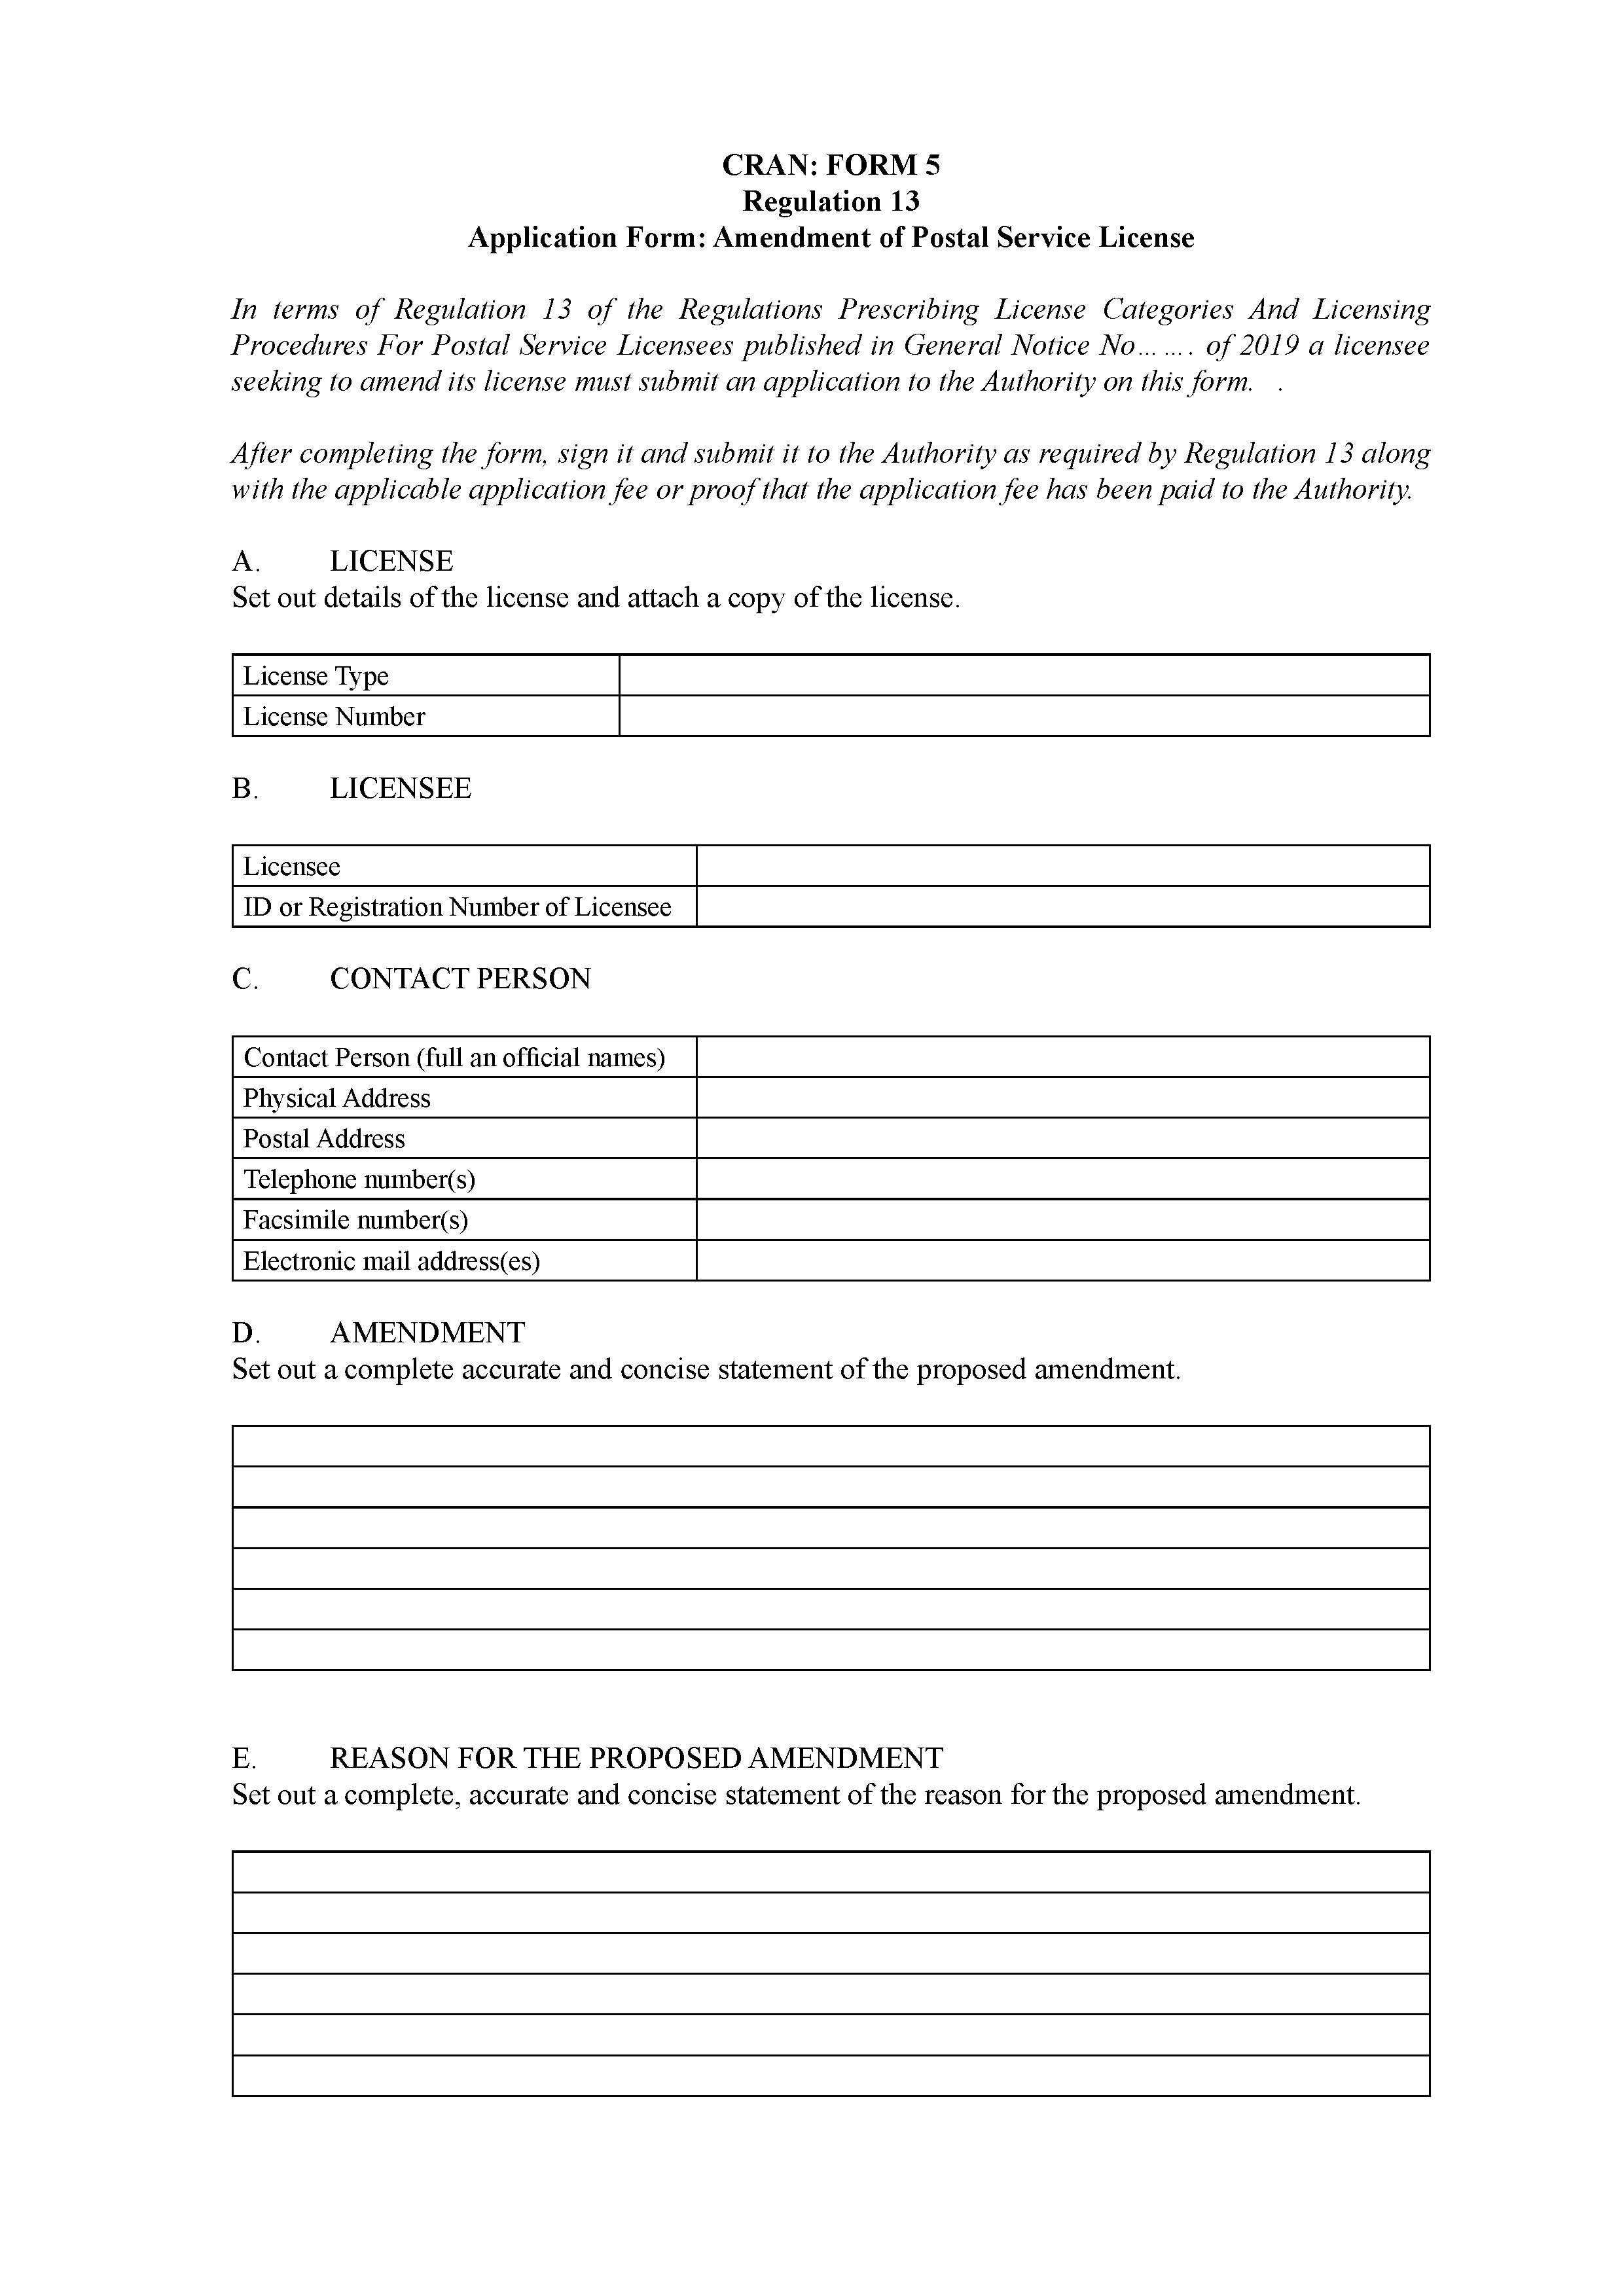 CRAN: FORM 5
Regulation 13
Application Form: Amendment of Postal Service License
In terms of Regulation 13 of the Regulations Prescribing License Categories And Licensing
Procedures For Postal Service Licensees published in General Notice No……. of 2019 a licensee
seeking to amend its license must submit an application to the Authority on this form. .
After completing the form, sign it and submit it to the Authority as required by Regulation 13 along
with the applicable application fee or proof that the application fee has been paid to the Authority.
A. LICENSE
Set out details of the license and attach a copy of the license.
License Type
License Number
B. LICENSEE
Licensee
ID or Registration Number of Licensee
C. CONTACT PERSON
Contact Person (full an official names)
Physical Address
Postal Address
Telephone number(s)
Facsimile number(s)
Electronic mail address(es)
D. AMENDMENT
Set out a complete accurate and concise statement of the proposed amendment.
E. REASON FOR THE PROPOSED AMENDMENT
Set out a complete, accurate and concise statement of the reason for the proposed amendment.